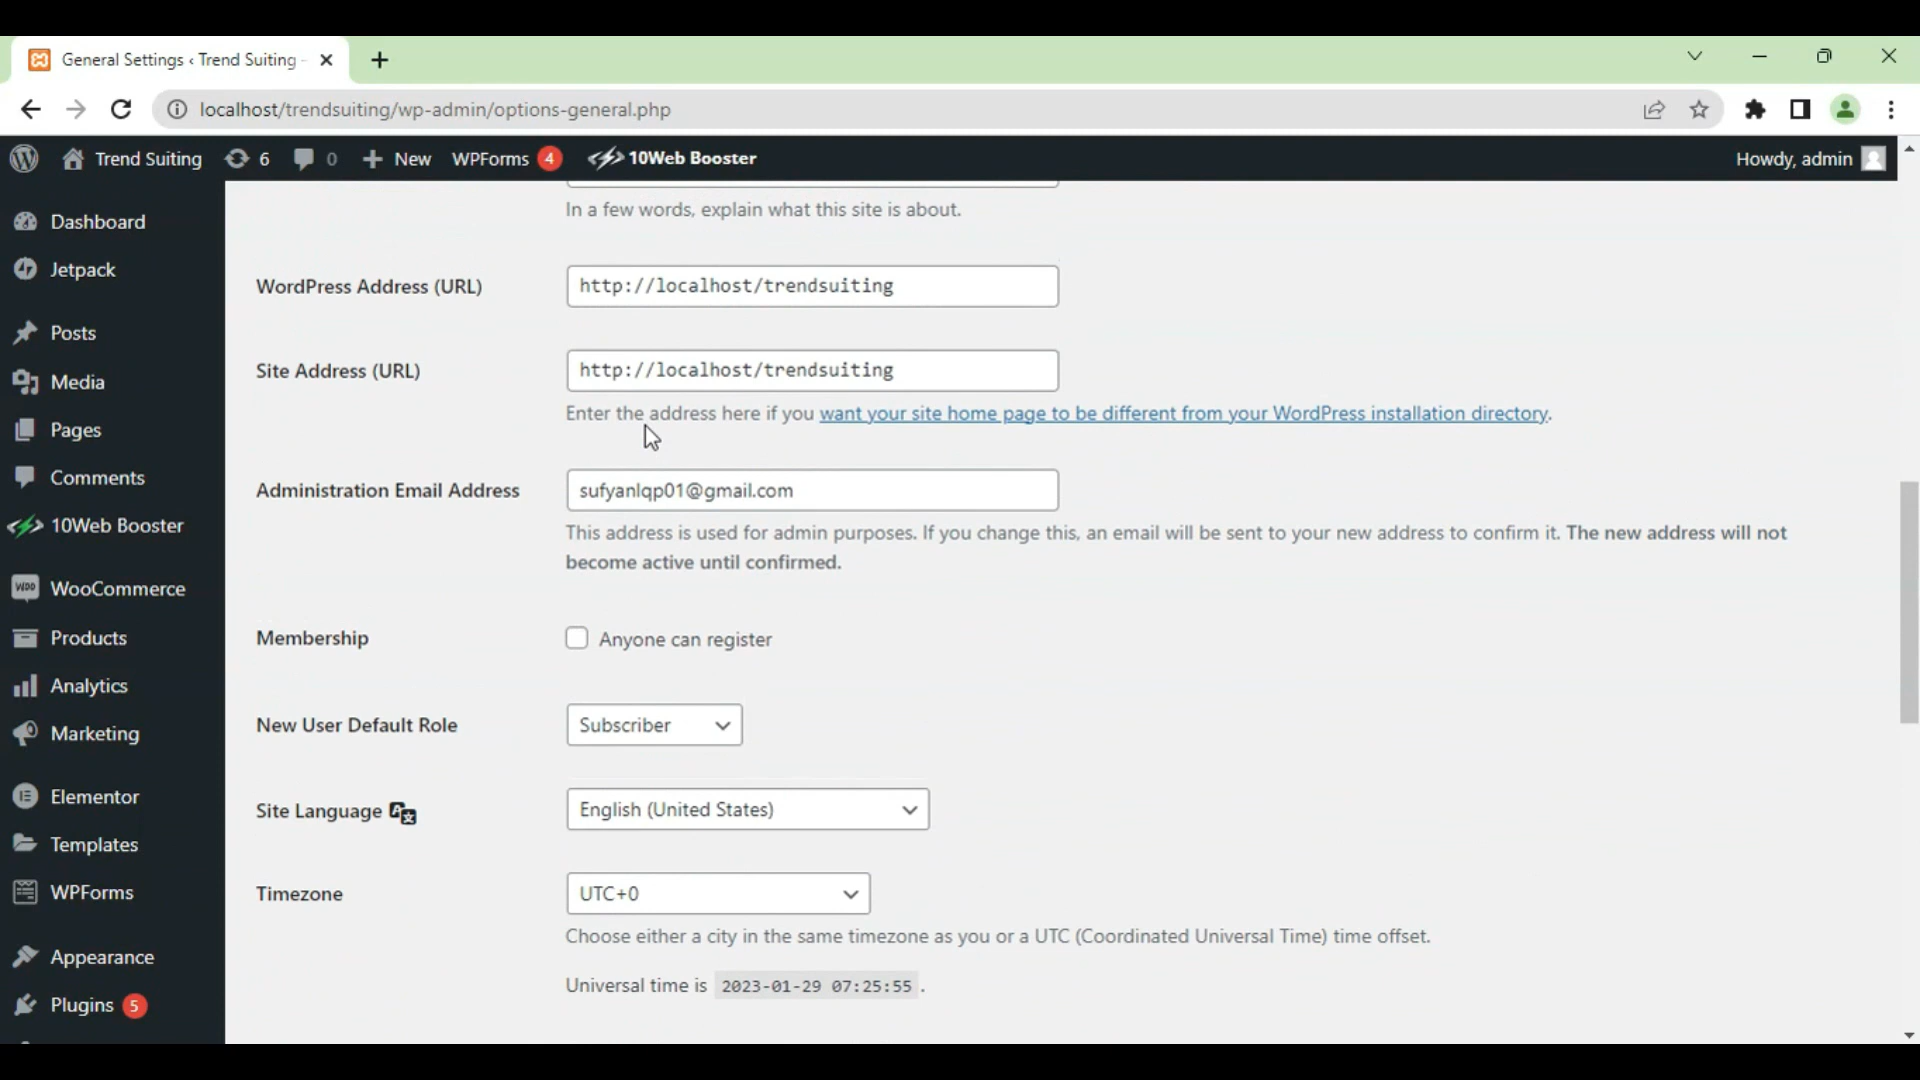 General Settings ‹ Trend Suiting -
localhost/trendsuiting/wp-admin/options-general.php
Trend Suiting 6 0 New WPForms 4 10Web Booster Howdy, admin
Dashboard
Jetpack
Posts
Media
Pages
Comments
10Web Booster
WOO WooCommerce
Products
Analytics
Marketing
Elementor
Templates
WPForms
Appearance
Plugins 5
In a few words, explain what this site is about.
WordPress Address (URL) http://localhost/trendsuiting
Site Address (URL) http://localhost/trendsuiting
Enter the address here if you want your site home page to be different from your WordPress installation directory.
Administration Email Address sufyanlqp01@gmail.com
This address is used for admin purposes. If you change this, an email will be sent to your new address to confirm it. The new address will not
become active until confirmed.
Membership Anyone can register
New User Default Role Subscriber
Site Language English (United States)
Timezone UTC+0
Choose either a city in the same timezone as you or a UTC (Coordinated Universal Time) time offset.
Universal time is 2023-01-29 07:25:55 .